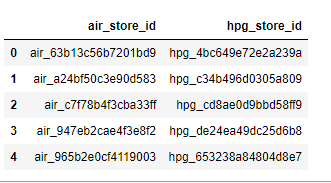 air_store_id hpg_store_id
0 air_63b13c56b7201bd9 hpg_4bc649e72e2a239a
1 air_a24bf50c3e90d583 hpg_c34b496d0305a809
2 air_c7f78b4f3cba33ff hpg_cd8ae0d9bbd58ff9
3 air_947eb2cae4f3e8f2 hpg_de24ea49dc25d6b8
4 air_965b2e0cf4119003 hpg_653238a84804d8e7